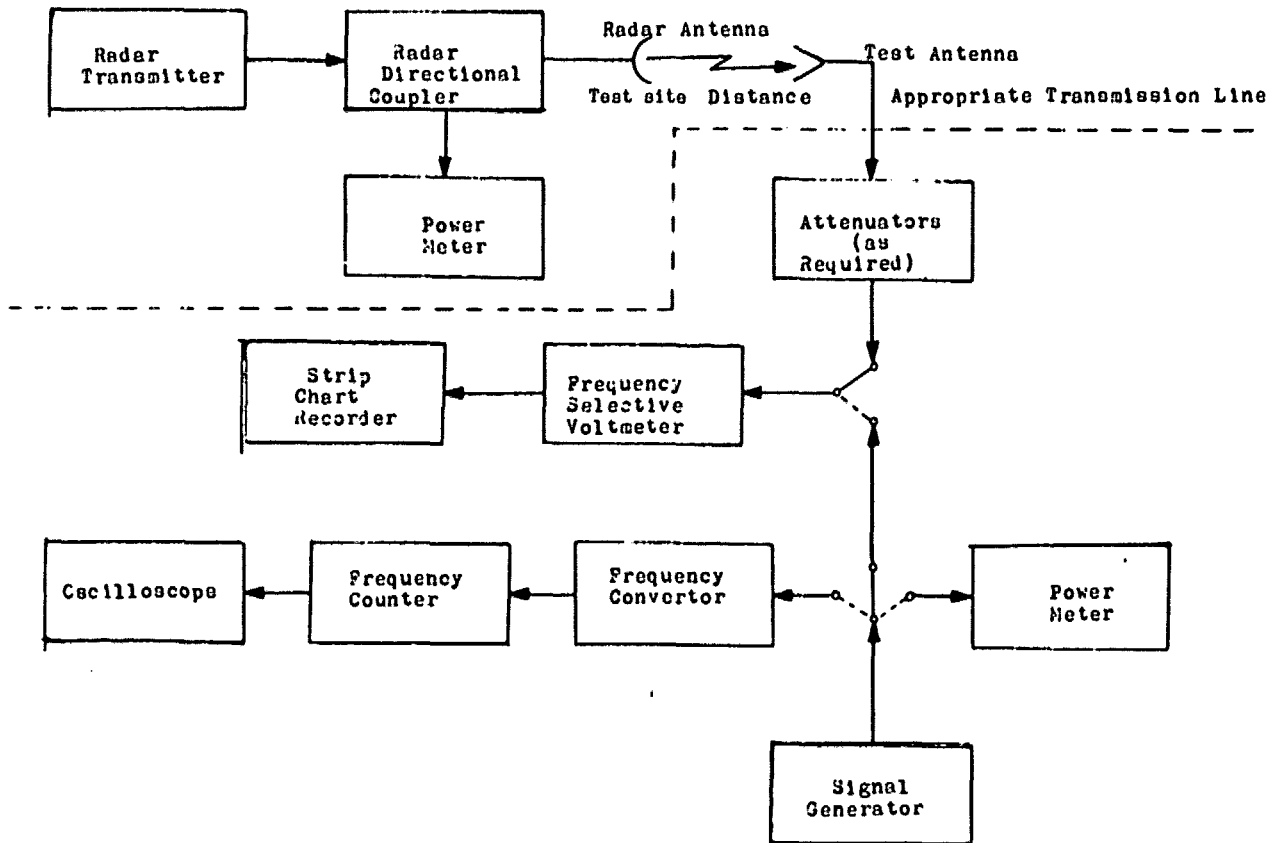 Radar
Transmitter
Radar
Directional
Coupler
Radar Antenna
Test Antenna
Test site Distance
Appropriate Transmission Line
Power
Meter
Attenuators
(as
Required)
Strip
Chart
Recorder
Frequency
Selective
Voltmeter
Oscilloscope
Frequency
Counter
Frequency
Convertor
Power
Meter
Signal
Generator